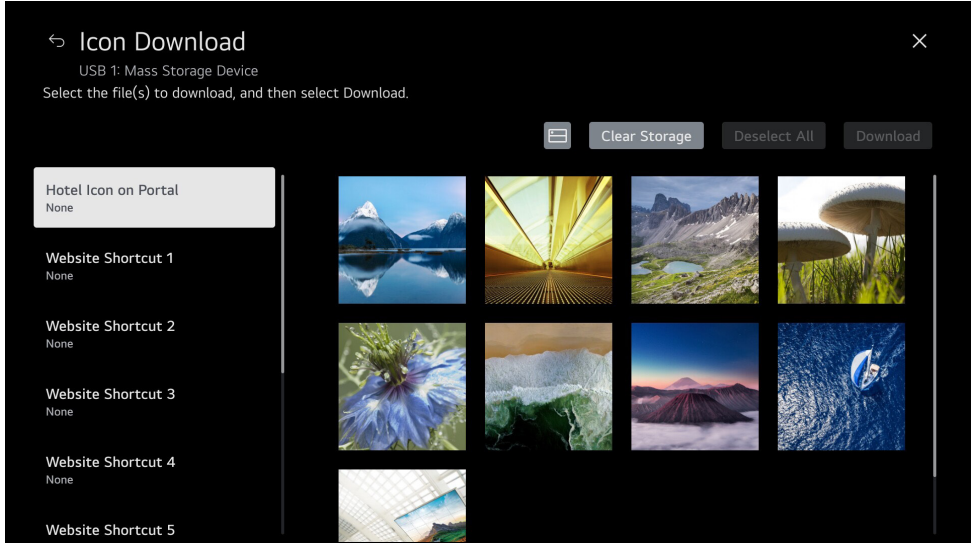 Icon Download
USB 1: Mass Storage Device
Select the file(s) to download, and then select Download.
Clear Storage
Deselect All
Download
Hotel Icon on Portal
None
Website Shortcut 1
None
Website Shortcut 2
None
Website Shortcut 3
None
Website Shortcut 4
None
Website Shortcut 5